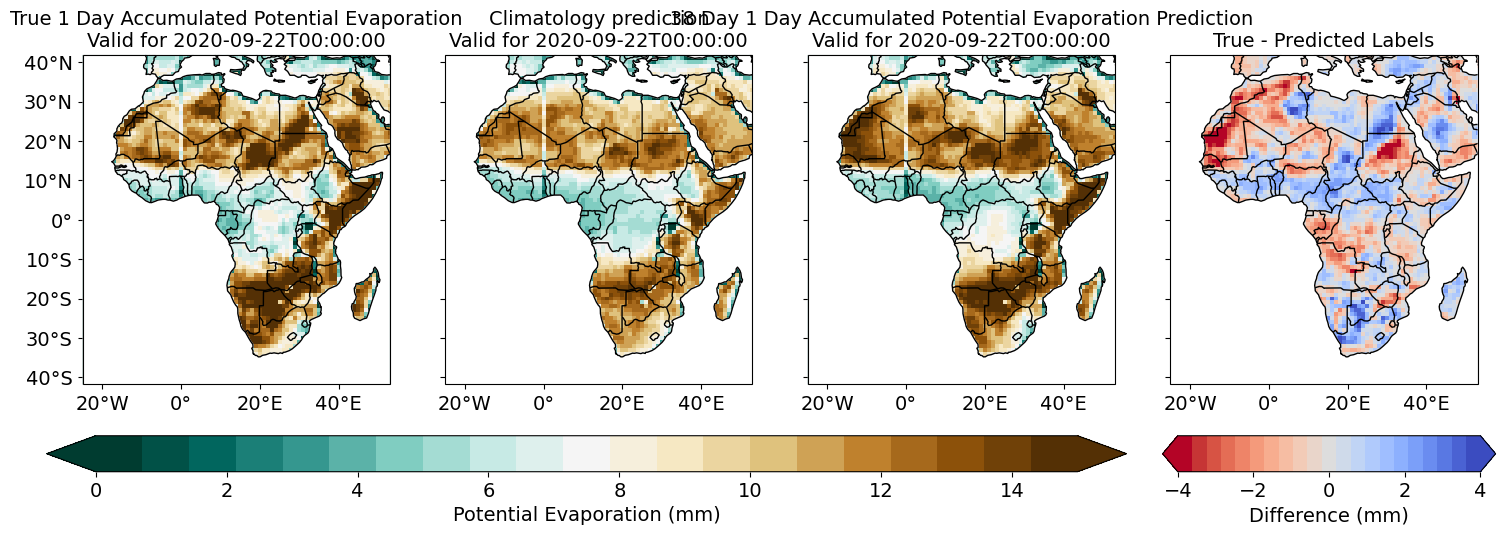 True 1 Day Accumulated Potential Evaporation
Valid for 2020-09-22T00:00:00
Climatology prediction
Valid for 2020-09-22T00:00:00
38 Day 1 Day Accumulated Potential Evaporation Prediction
Valid for 2020-09-22T00:00:00
True - Predicted Labels
40°N
30°N
20°N
10°N
0°
10°S
20°S
30°S
40°S
20°W 0° 20°E 40°E
20°W 0° 20°E 40°E
20°W 0° 20°E 40°E
20°W 0° 20°E 40°E
0 2 4 6 8 10 12 14
Potential Evaporation (mm)
−4 −2 0 2 4
Difference (mm)